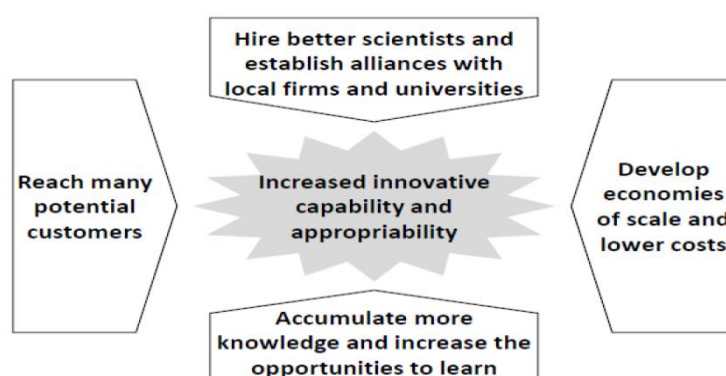 Hire better scientists and
establish alliances with
local firms and universities
Reach many
potential
customers
Increased innovative
capability and
appropriability
Develop
economies
of scale and
lower costs
Accumulate more
knowledge and increase the
opportunities to learn